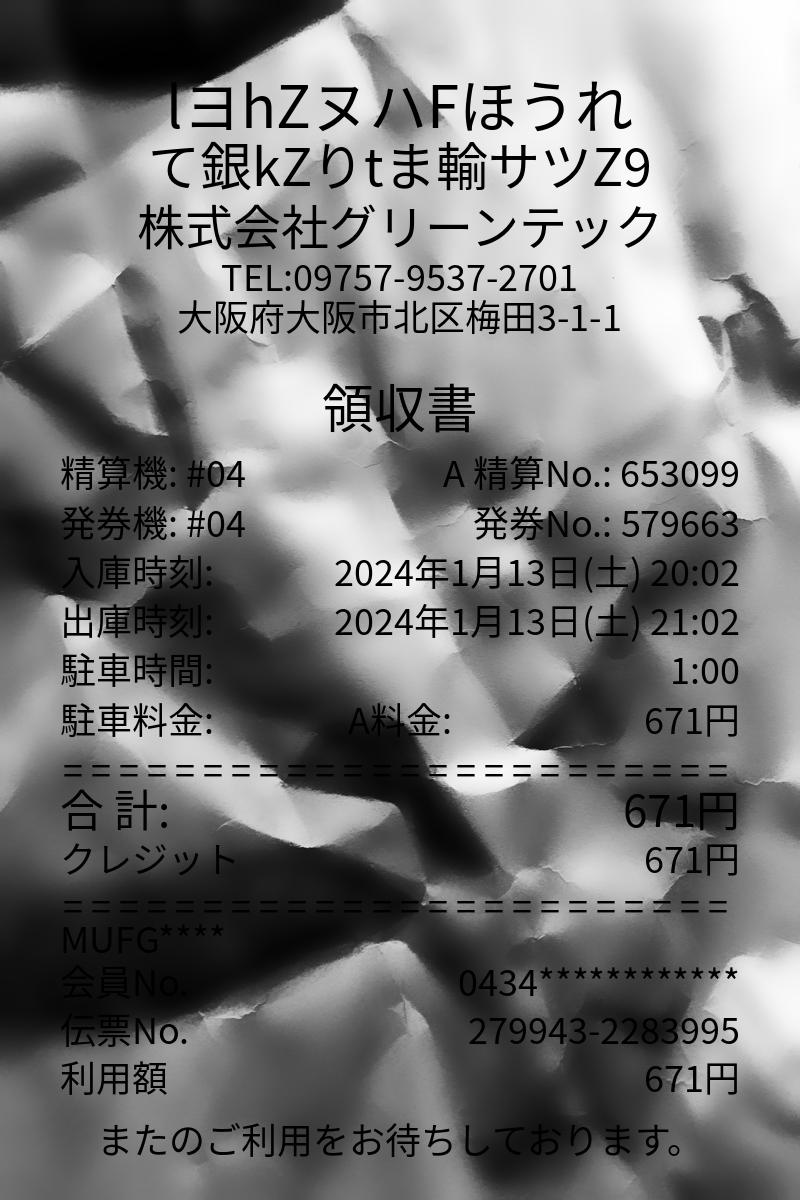 lヨhZヌハFほうれ
て銀kZりtま輸サツZ9
株式会社グリーンテック
TEL:09757-9537-2701
大阪府大阪市北区梅田3-1-1
領収書
精算機: #04 A 精算No.: 653099
発券機: #04 発券No.: 579663
入庫時刻: 2024年1月13日(土) 20:02
出庫時刻: 2024年1月13日(土) 21:02
駐車時間: 1:00
駐車料金: A料金: 671円
========================
合 計: 671円
クレジット 671円
========================
MUFG****
会員No. 0434************
伝票No. 279943-2283995
利用額 671円
またのご利用をお待ちしております。